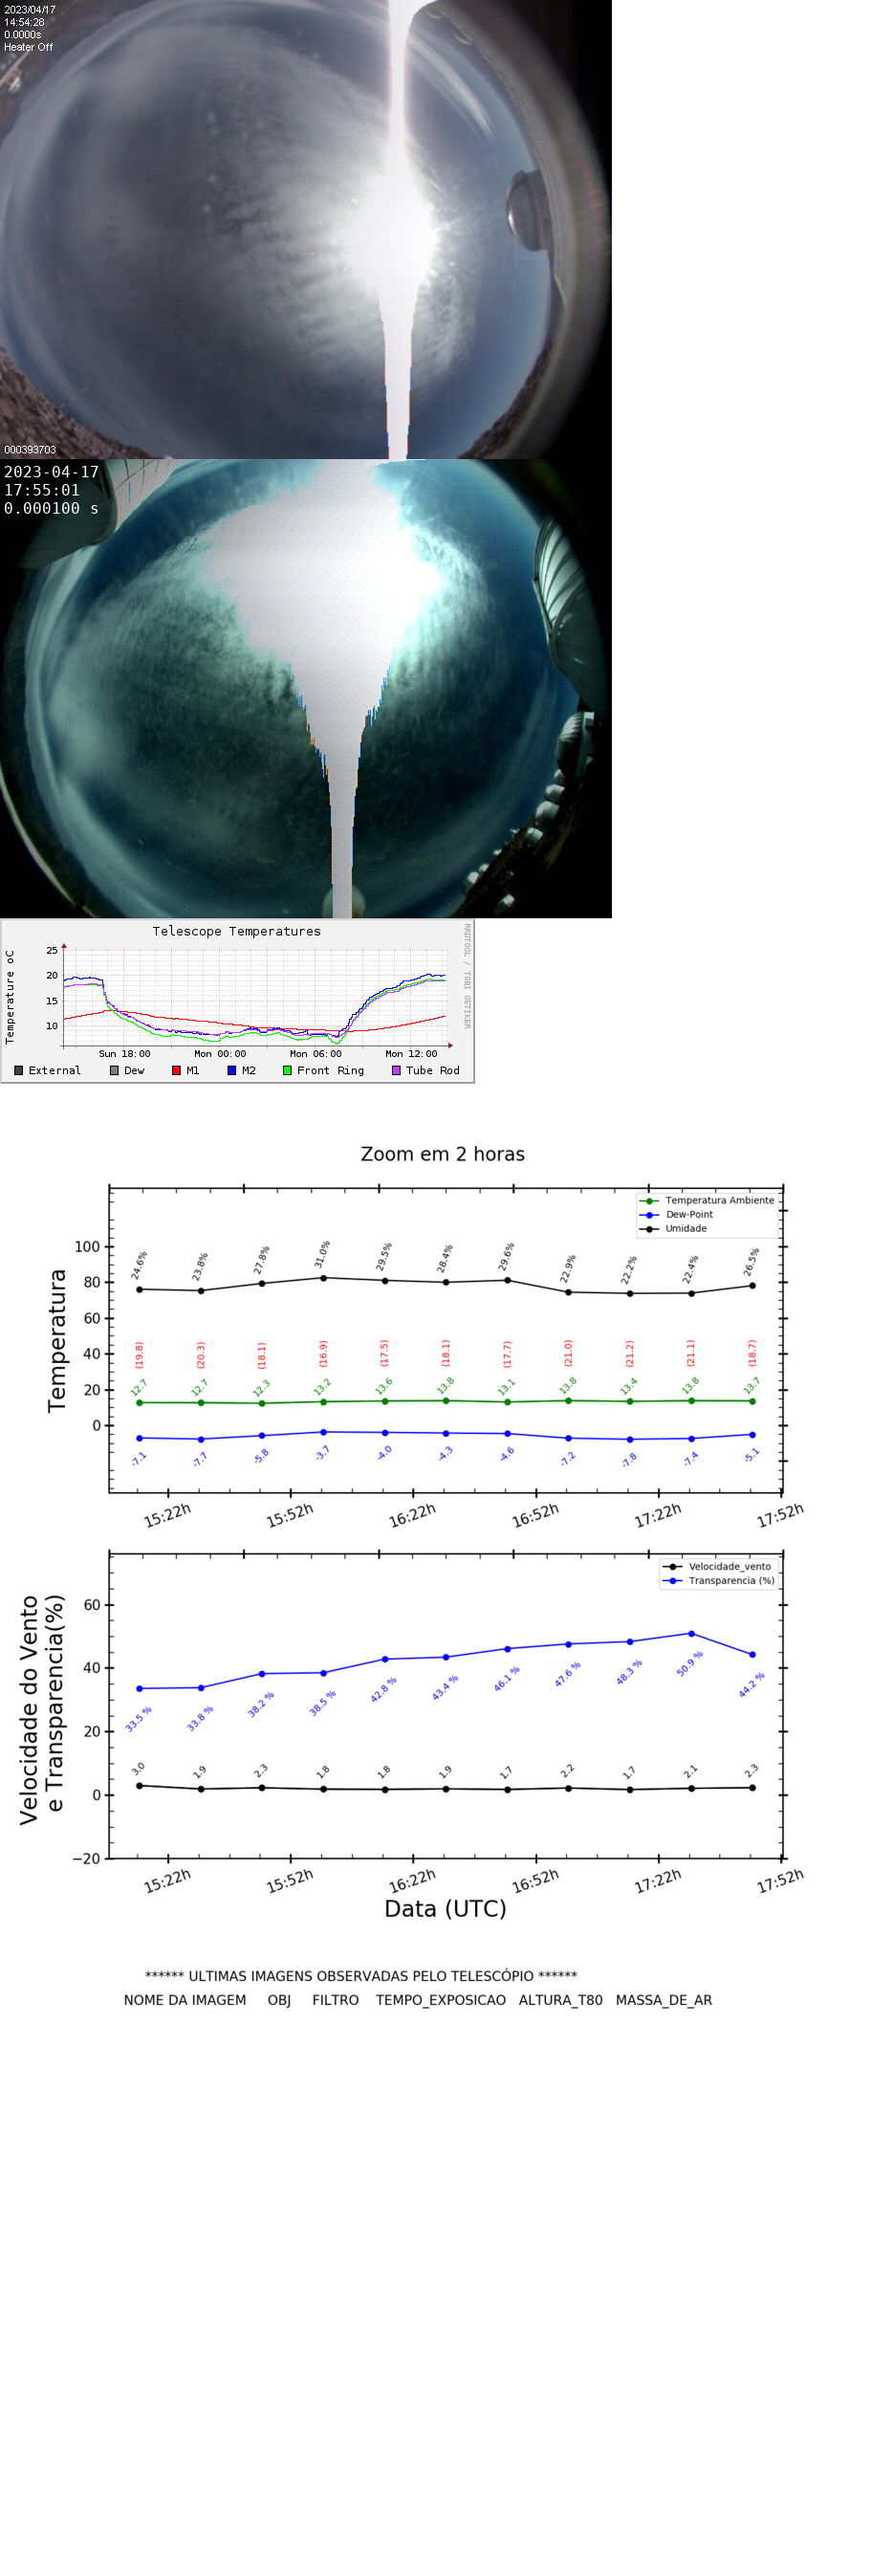 2023/04/17
14:54:28
0.0000s
Heater Off
000393703
2023-04-17
17:55:01
0.000100 s
Telescope Temperatures
RRDTOOL / TOBI OETIKER
Temperature oC
25
20
15
10
Sun 18:00 Mon 00:00 Mon 06:00 Mon 12:00
External Dew M1 M2 Front Ring Tube Rod
Zoom em 2 horas
Temperatura Ambiente
Dew-Point
Umidade
Temperatura
100
80
60
40
20
0
24.6% 23.8% 27.8% 31.0% 29.5% 28.4% 29.6% 22.9% 22.2% 22.4% 26.5%
(19.8) (20.3) (18.1) (16.9) (17.5) (18.1) (17.7) (21.0) (21.2) (21.1) (18.7)
12.7 12.7 12.3 13.2 13.6 13.8 13.1 13.8 13.4 13.8 13.7
-7.1 -7.7 -5.8 -3.7 -4.0 -4.3 -4.6 -7.2 -7.8 -7.4 -5.1
15:22h 15:52h 16:22h 16:52h 17:22h 17:52h
Velocidade_vento
Transparencia (%)
Velocidade do Vento
e Transparencia(%)
60
40
20
0
−20
33.5 % 33.8 % 38.2 % 38.5 % 42.8 % 43.4 % 46.1 % 47.6 % 48.3 % 50.9 % 44.2 %
3.0 1.9 2.3 1.8 1.8 1.9 1.7 2.2 1.7 2.1 2.3
15:22h 15:52h 16:22h 16:52h 17:22h 17:52h
Data (UTC)
****** ULTIMAS IMAGENS OBSERVADAS PELO TELESCÓPIO ******
NOME DA IMAGEM OBJ FILTRO TEMPO_EXPOSICAO ALTURA_T80 MASSA_DE_AR